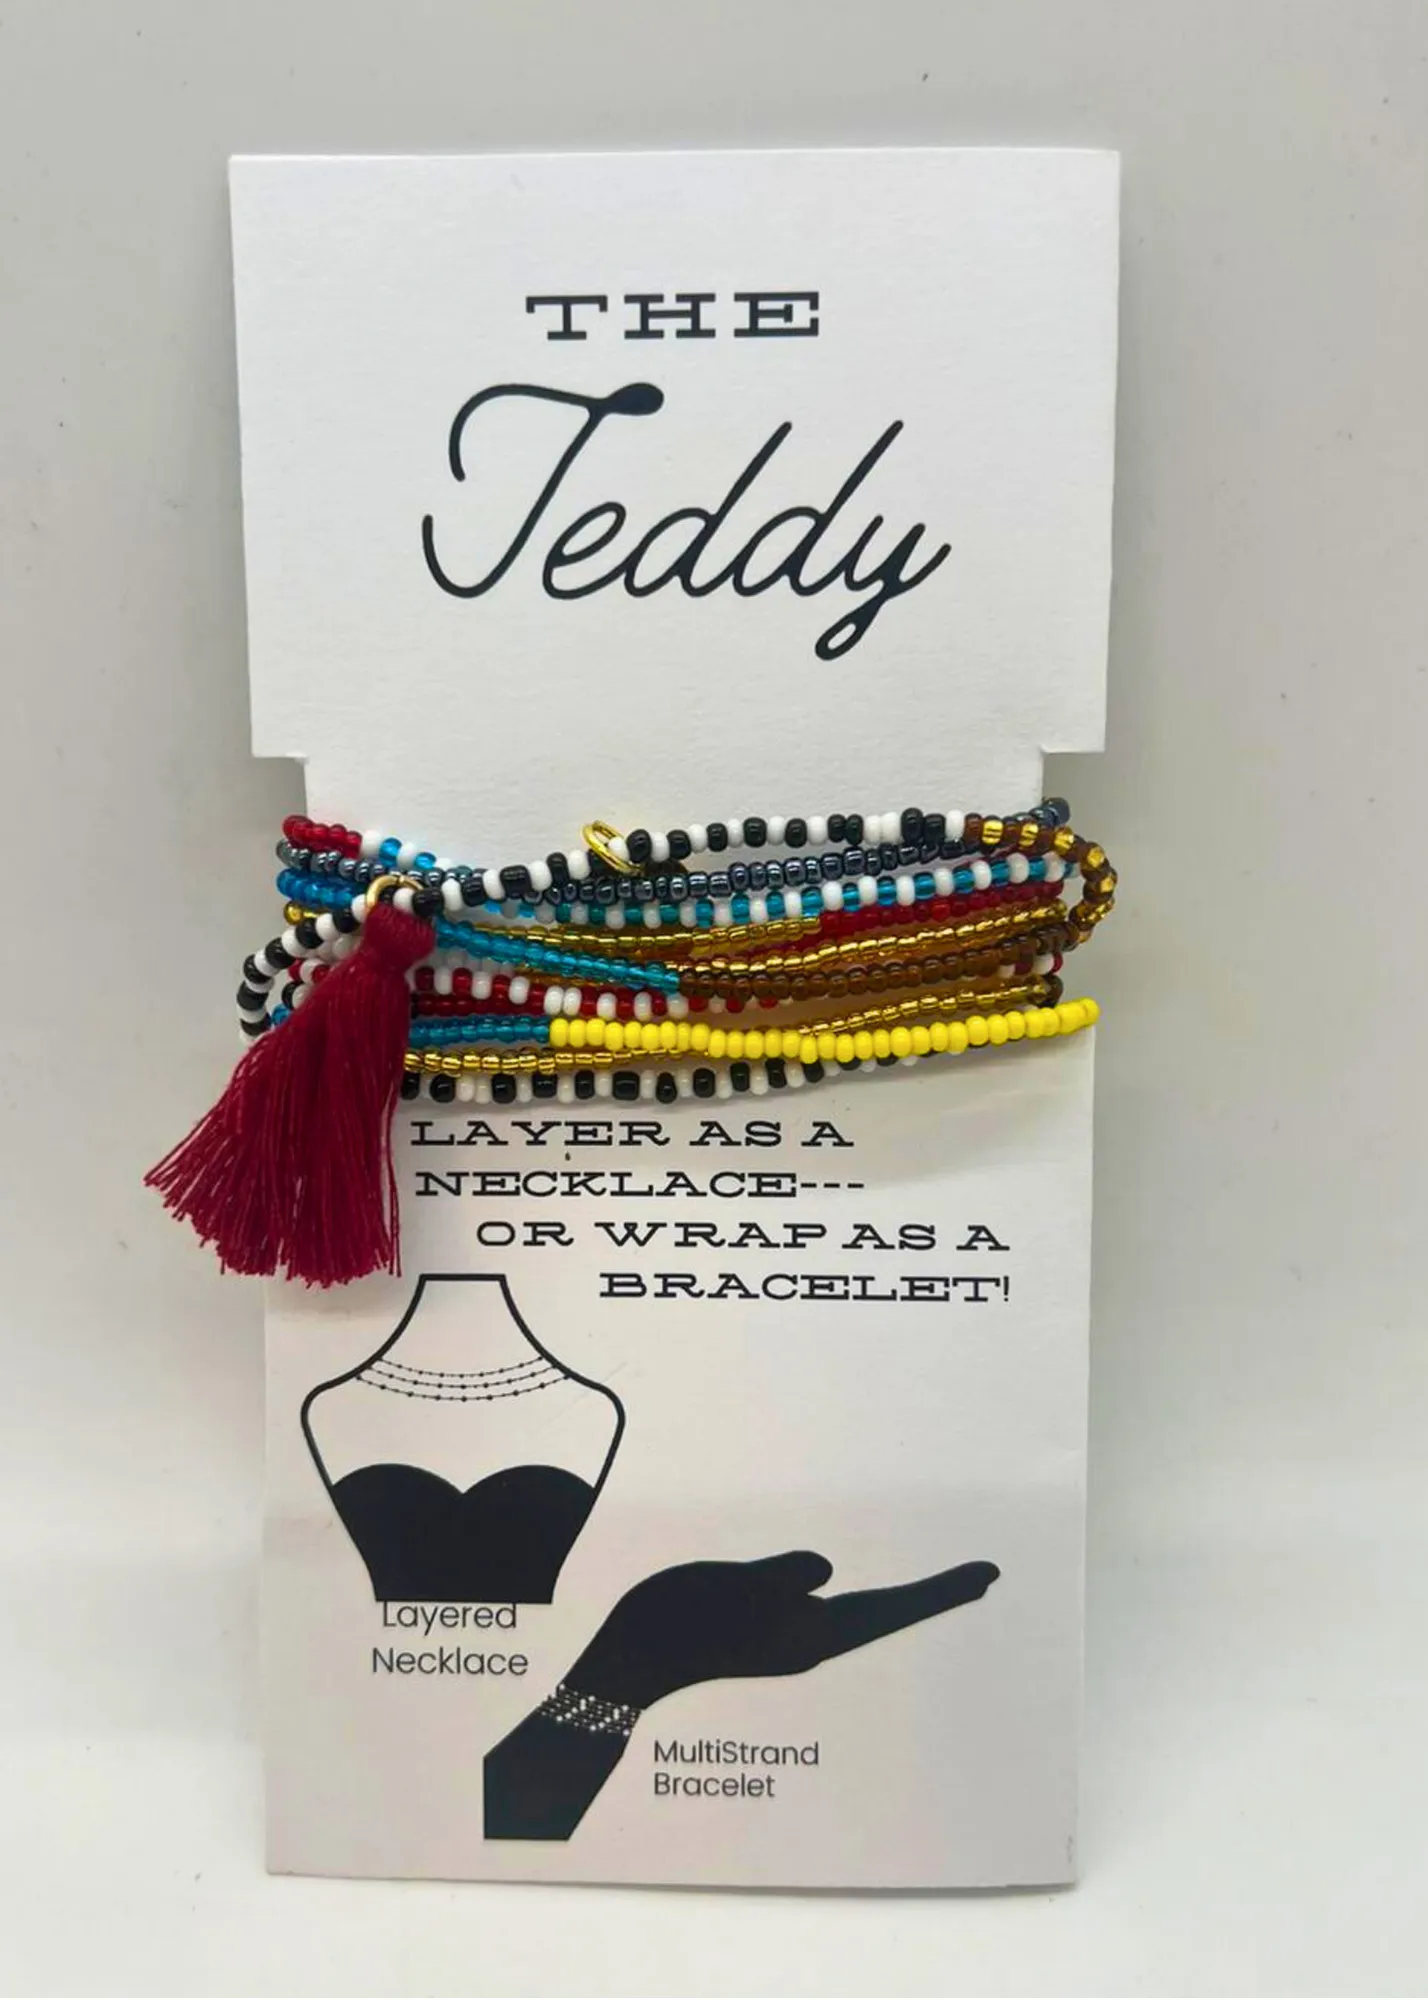 THE
Teddy
LAYER AS A
NECKLACE---
OR WRAP AS A
BRACELET!
Layered
Necklace
MultiStrand
Bracelet